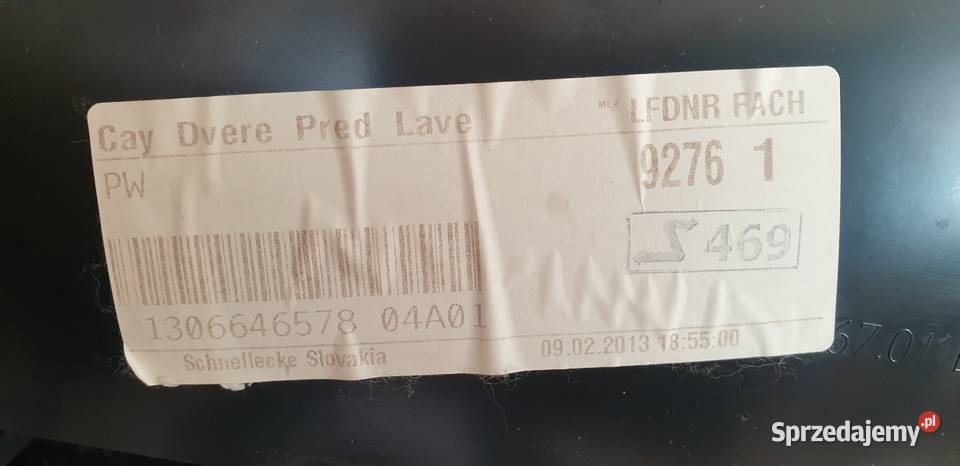 Cay Dvere Pred Lave
LFDNR FACH
PW
9276 1
469
1306646578 04A01
Schnellecke Slovakia
09.02.2013 18:55:00
Sprzedajemy.pl